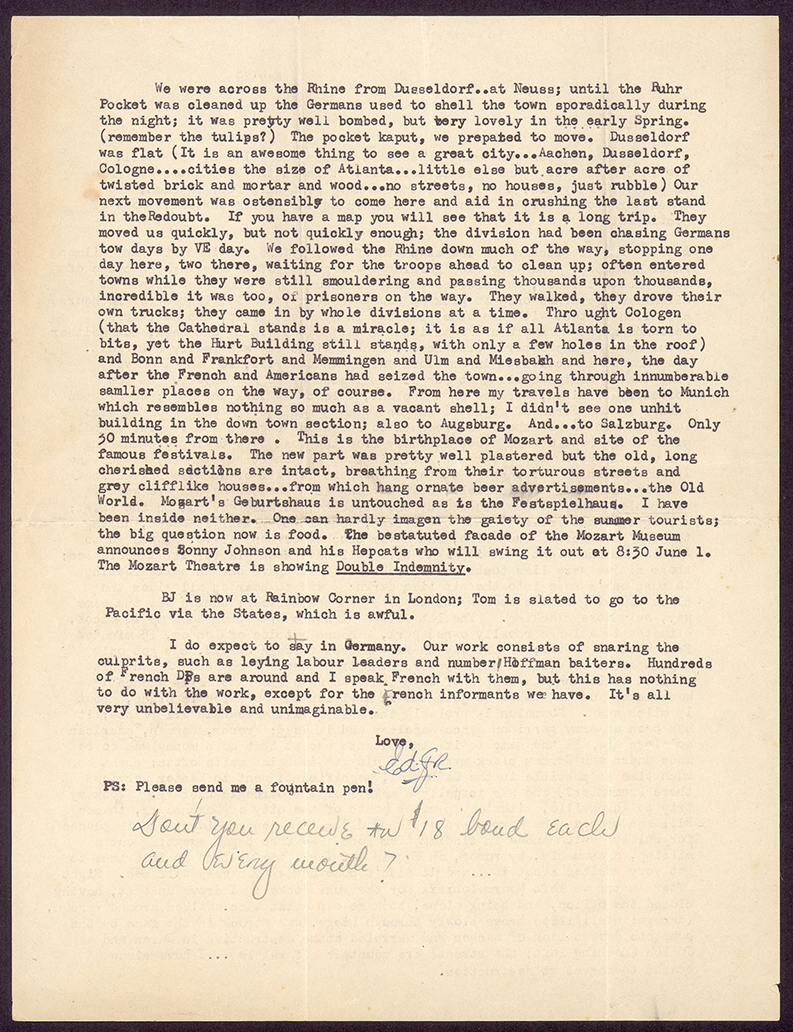 We were across the Rhine from Dusseldorf..at Neuss; until the Ruhr
Pocket was cleaned up the Germans used to shell the town sporadically during
the night; it was pretty well bombed, but very lovely in the early Spring.
(remember the tulips?) The pocket kaput, we prepated to move. Dusseldorf
was flat (It is an awesome thing to see a great city...Aachen, Dusseldorf,
Cologne....cities the size of Atlanta...little else but acre after acre of
twisted brick and mortar and wood...no streets, no houses, just rubble) Our
next movement was ostensibly to come here and aid in crushing the last stand
in theRedoubt. If you have a map you will see that it is a long trip. They
moved us quickly, but not quickly enough; the division had been chasing Germans
tow days by VE day. We followed the Rhine down much of the way, stopping one
day here, two there, waiting for the troops ahead to clean up; often entered
towns while they were still smouldering and passing thousands upon thousands,
incredible it was too, of prisoners on the way. They walked, they drove their
own trucks; they came in by whole divisions at a time. Thro ught Cologen
(that the Cathedral stands is a miracle; it is as if all Atlanta is torn to
bits, yet the Hurt Building still stands, with only a few holes in the roof)
and Bonn and Frankfort and Memmingen and Ulm and Miesbakh and here, the day
after the French and Americans had seized the town...going through innumberable
samller places on the way, of course. From here my travels have been to Munich
which resembles nothing so much as a vacant shell; I didn't see one unhit
building in the down town section; also to Augsburg. And...to Salzburg. Only
30 minutes from there . This is the birthplace of Mozart and site of the
famous festivals. The new part was pretty well plastered but the old, long
cherished sections are intact, breathing from their torturous streets and
grey clifflike houses...from which hang ornate beer advertisements...the Old
World. Mozart's Geburtshaus is untouched as is the Festspielhaus. I have
been inside neither. One can hardly imagen the gaiety of the summer tourists;
the big question now is food. The bestatuted facade of the Mozart Museum
announces Sonny Johnson and his Hepcats who will swing it out at 8:30 June 1.
The Mozart Theatre is showing Double Indemnity.
BJ is now at Rainbow Corner in London; Tom is slated to go to the
Pacific via the States, which is awful.
I do expect to stay in Germany. Our work consists of snaring the
culprits, such as leying labour leaders and number/Hoffman baiters. Hundreds
of French DPs are around and I speak French with them, but this has nothing
to do with the work, except for the French informants we have. It's all
very unbelievable and unimaginable.
Love,
PS: Please send me a fountain pen!
Don't you receive an $18 bond each
and every month?